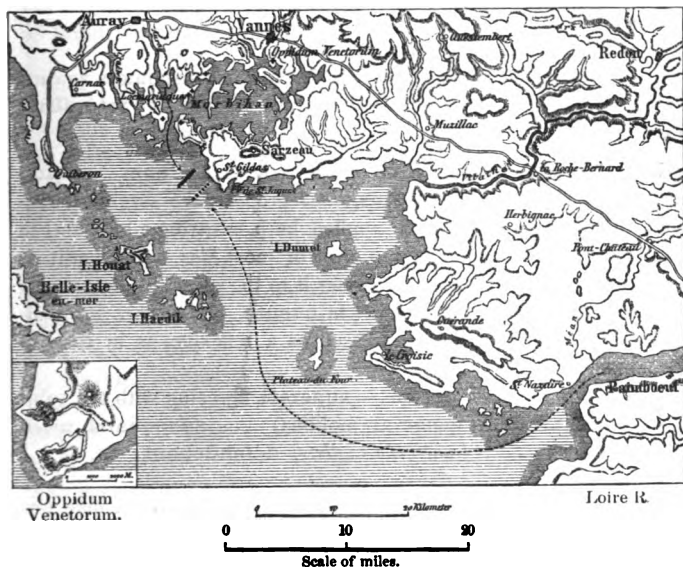 Auray
Vannes
Oppidum Venetorum
Questembert
Redon
Carnac
Morbihan
Muzillac
Sarzeau
St Gildas
la Roche-Bernard
Quiberon
Herbignac
Pont-Château
I. Dumet
I. Houat
Belle-Isle
en-mer
I. Haedik
Guérande
le Croisic
St Nazaire
Plateau du Four
Paimboeuf
Oppidum
Venetorum.
Loire R.
0 10 20 Kilometer
0 10 20
Scale of miles.